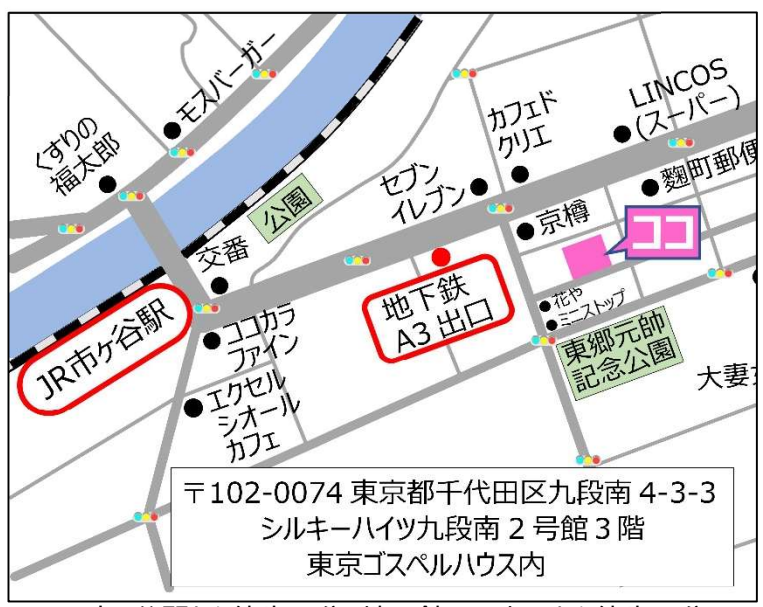 モスバーガー
くすりの
福太郎
カフェド
クリエ
LINCOS
(スーパー)
セブン
イレブン
麹町郵便
公園
京樽
ココ
交番
地下鉄
A3 出口
花や
ミニストップ
JR市ヶ谷駅
ココカラ
ファイン
東郷元帥
記念公園
大妻
エクセル
シオール
カフェ
〒102-0074 東京都千代田区九段南 4-3-3
シルキーハイツ九段南 2 号館 3 階
東京ゴスペルハウス内